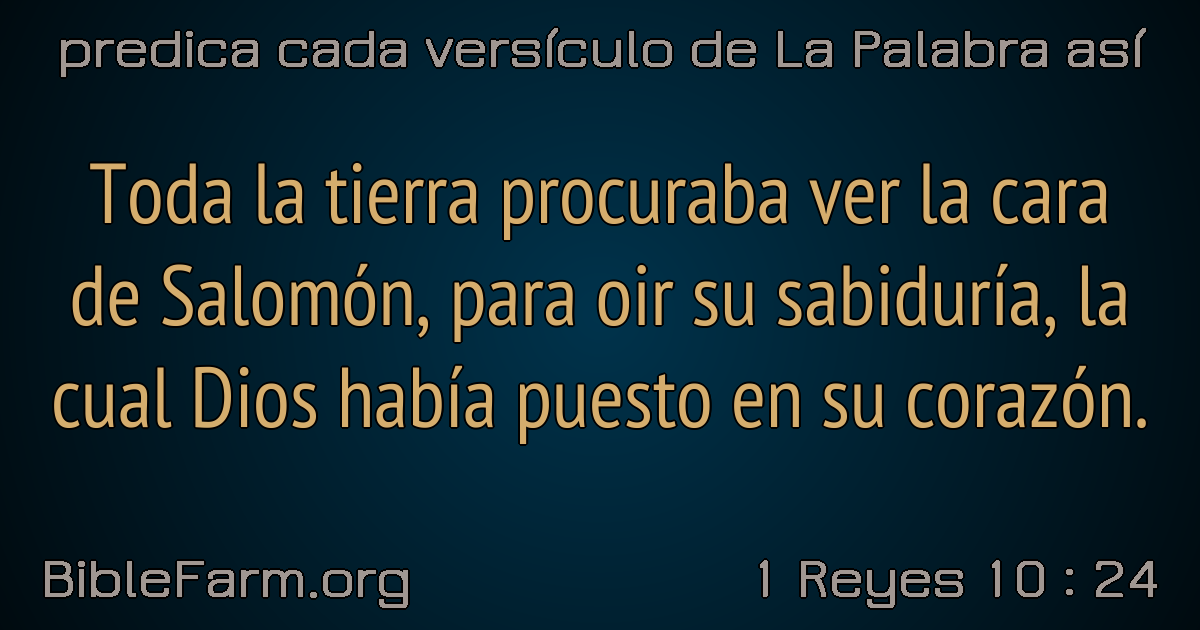 predica cada versículo de La Palabra así
Toda la tierra procuraba ver la cara
de Salomón, para oir su sabiduría, la
cual Dios había puesto en su corazón.
BibleFarm.org
1 Reyes 10 : 24